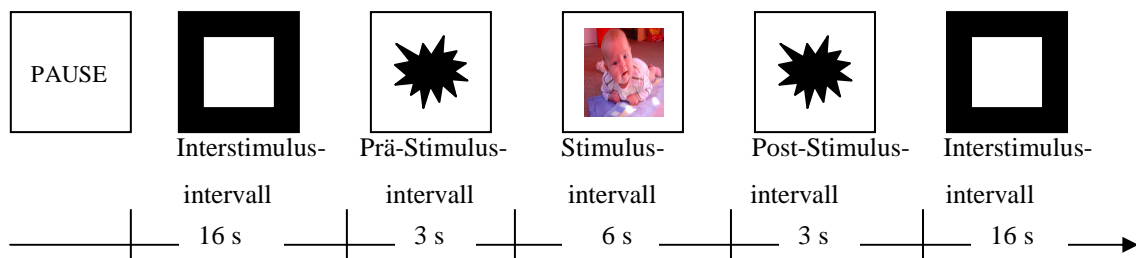 PAUSE
Interstimulus- Prä-Stimulus- Stimulus- Post-Stimulus- Interstimulus-
intervall intervall intervall intervall intervall
16 s 3 s 6 s 3 s 16 s